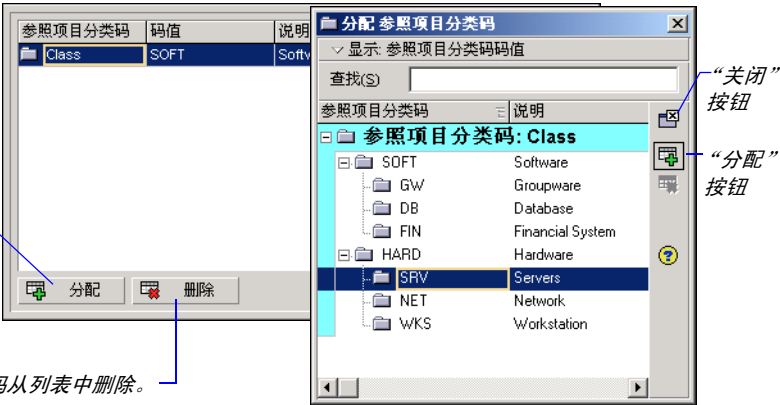 参照项目分类码 码值 说明
Class SOFT Softw
分配 删除
码从列表中删除。
分配 参照项目分类码
显示: 参照项目分类码码值
查找(S)
参照项目分类码 说明
参照项目分类码: Class
SOFT Software
GW Groupware
DB Database
FIN Financial System
HARD Hardware
SRV Servers
NET Network
WKS Workstation
“关闭”
按钮
“分配”
按钮